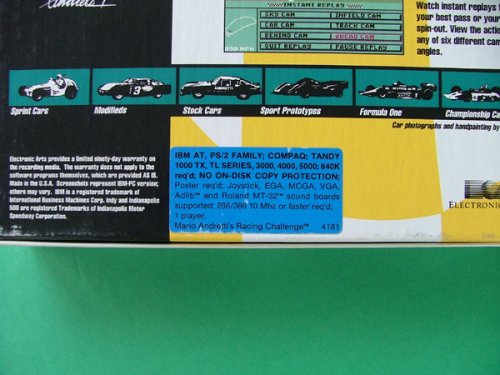 Andretti
INSTANT REPLAY
SKY CAM
INFIELD CAM
CAR CAM
TRACK CAM
BEHIND CAM
AHEAD CAM
QUIT REPLAY
PAUSE REPLAY
MPH
Watch instant replays
your best pass or your
spin-out. View the action
any of six different cam
angles.
Sprint Cars
Modifieds
Stock Cars
Sport Prototypes
Formula One
Championship Ca
Car photographs and handpainting by
Electronic Arts provides a limited ninety-day warranty on
the recording media. The warranty does not apply to the
software programs themselves, which are provided AS IS.
Made in the U.S.A. Screenshots represent IBM-PC version;
others may vary. IBM is a registered trademark of
International Business Machines Corp. Indy and Indianapolis
500 are registered Trademarks of Indianapolis Motor
Speedway Corporation.
IBM AT, PS/2 FAMILY; COMPAQ; TANDY
1000 TX, TL SERIES, 3000, 4000, 5000; 640K
req'd; NO ON-DISK COPY PROTECTION;
Poster req'd; Joystick, EGA, MCGA, VGA,
Adlib™ and Roland MT-32™ sound boards
supported; 286/386 10 Mhz or faster req'd;
1 player.
Mario Andretti's Racing Challenge™ 4181
ELECTRONIC